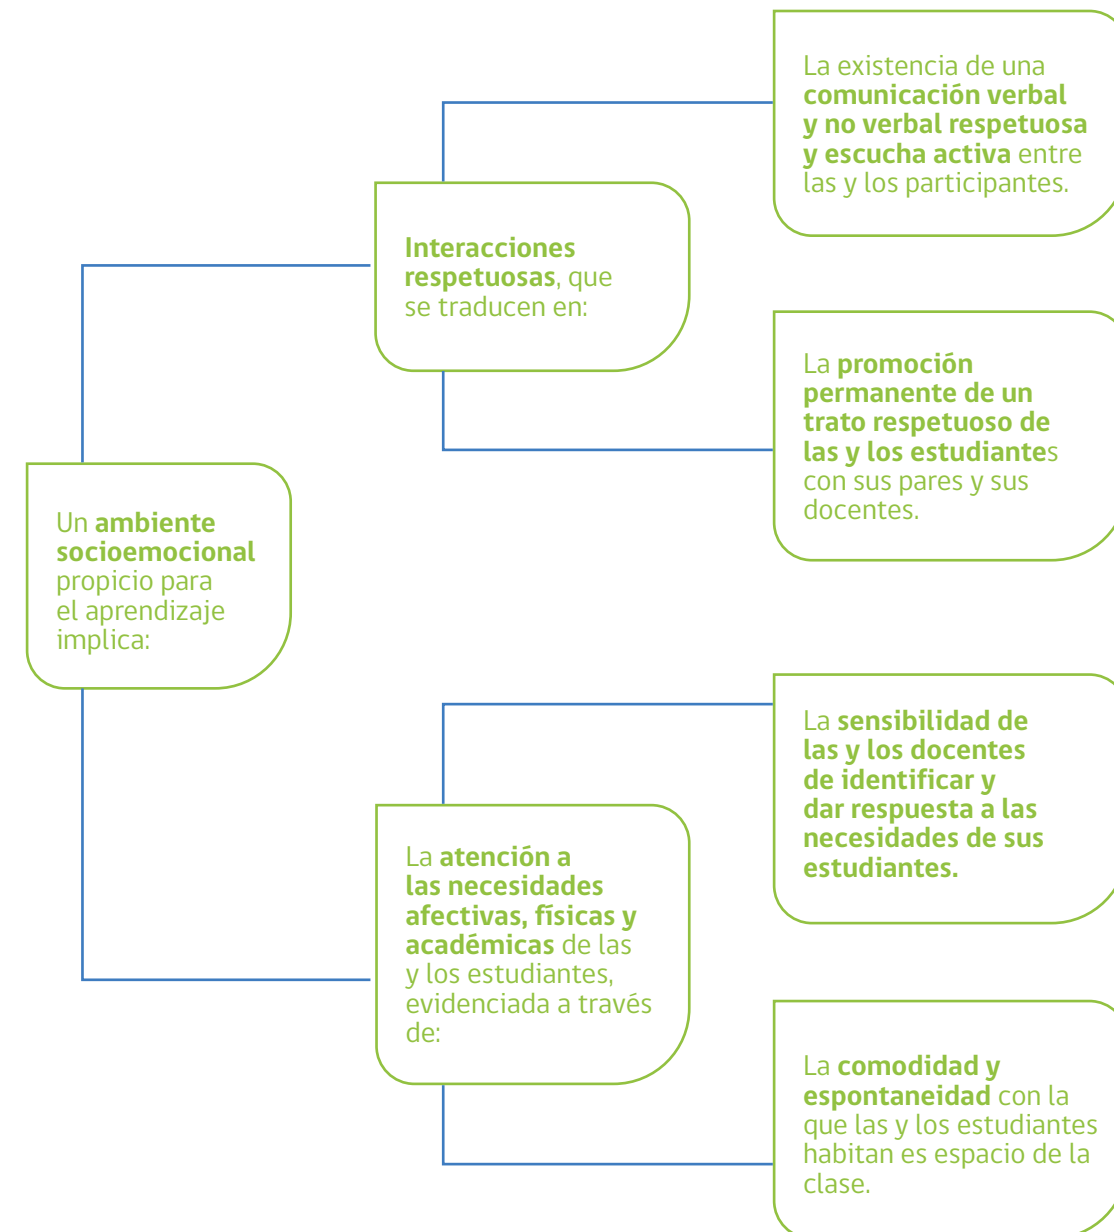 Un ambiente
socioemocional
propicio para
el aprendizaje
implica:
Interacciones
respetuosas, que
se traducen en:
La existencia de una
comunicación verbal
y no verbal respetuosa
y escucha activa entre
las y los participantes.
La promoción
permanente de un
trato respetuoso de
las y los estudiantes
con sus pares y sus
docentes.
La atención a
las necesidades
afectivas, físicas y
académicas de las
y los estudiantes,
evidenciada a través
de:
La sensibilidad de
las y los docentes
de identificar y
dar respuesta a las
necesidades de sus
estudiantes.
La comodidad y
espontaneidad con la
que las y los estudiantes
habitan es espacio de la
clase.